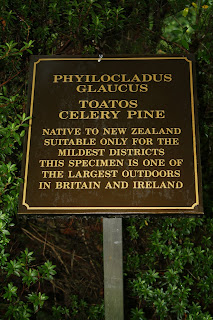 PHYILOCLADUS
GLAUCUS
TOATOS
CELERY PINE
NATIVE TO NEW ZEALAND
SUITABLE ONLY FOR THE
MILDEST DISTRICTS
THIS SPECIMEN IS ONE OF
THE LARGEST OUTDOORS
IN BRITAIN AND IRELAND